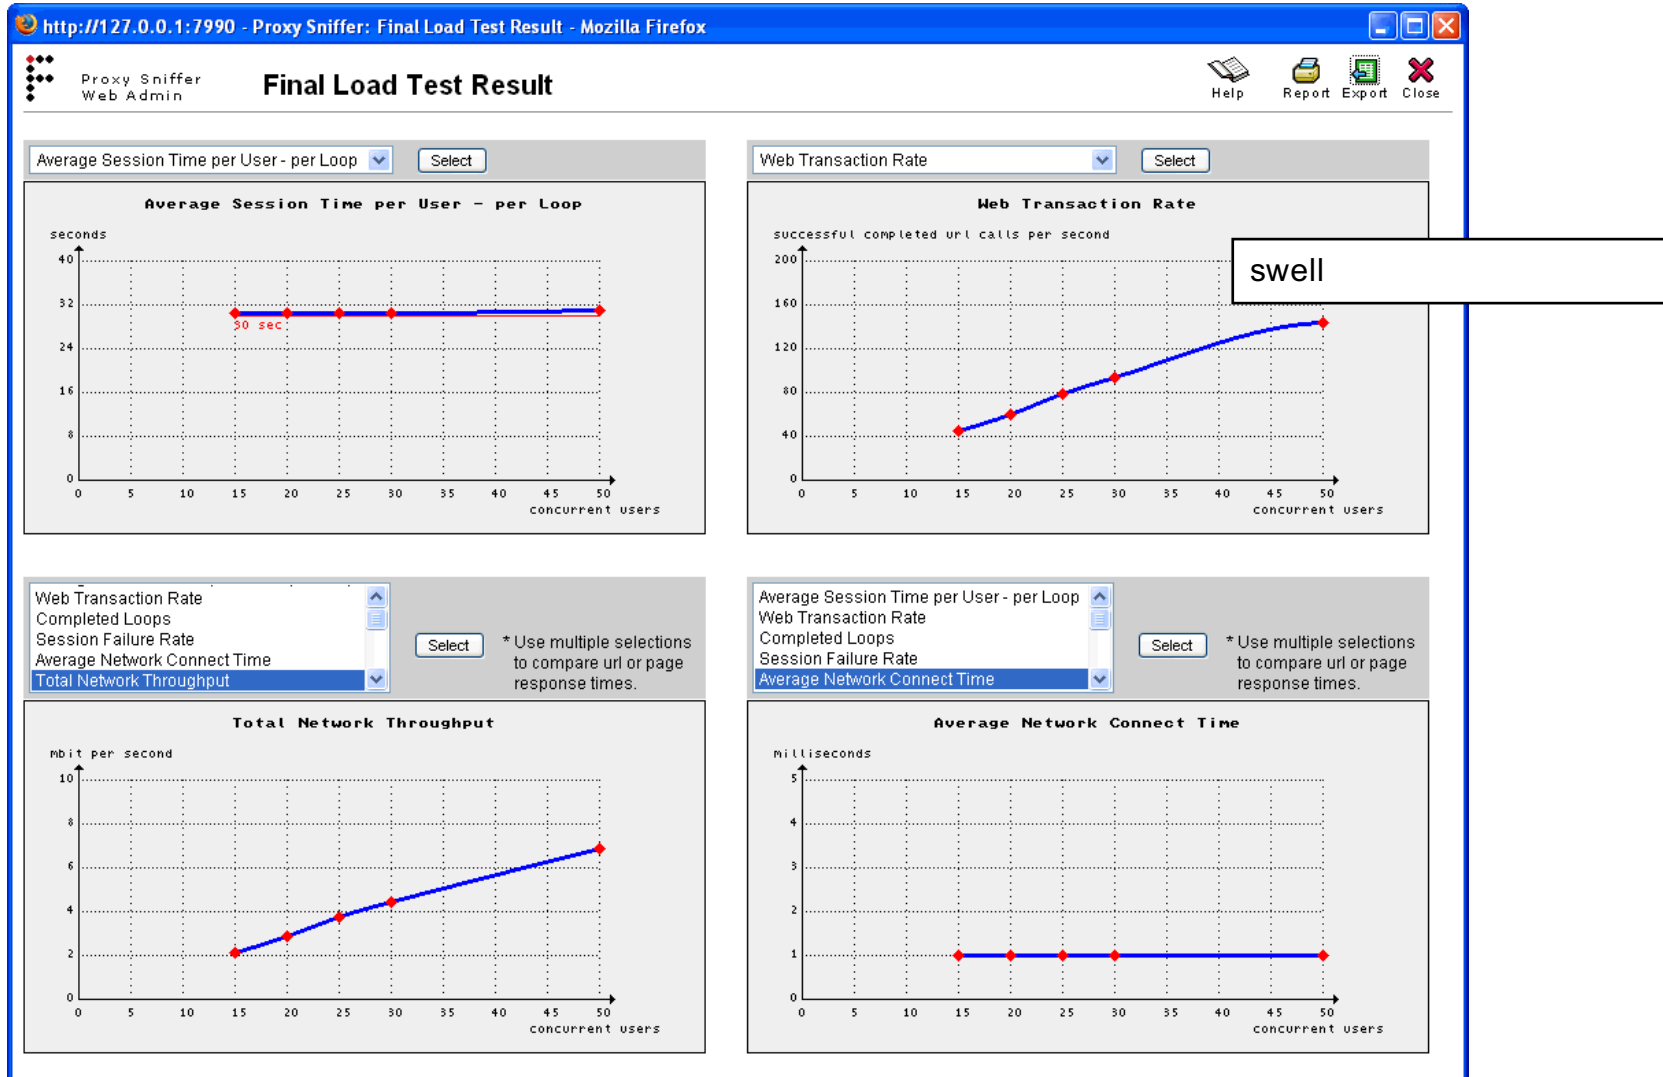 http://127.0.0.1:7990 - Proxy Sniffer: Final Load Test Result - Mozilla Firefox
Proxy Sniffer
Web Admin
Final Load Test Result
Help
Report
Export
Close
Average Session Time per User - per Loop
Select
Average Session Time per User - per Loop
seconds
40
32
24
16
8
0
30 sec
0 5 10 15 20 25 30 35 40 45 50
concurrent users
Web Transaction Rate
Select
Web Transaction Rate
successful completed url calls per second
200
160
120
80
40
0
0 5 10 15 20 25 30 35 40 45 50
concurrent users
swell
Web Transaction Rate
Completed Loops
Session Failure Rate
Average Network Connect Time
Total Network Throughput
Select
* Use multiple selections
to compare url or page
response times.
Total Network Throughput
mbit per second
10
8
6
4
2
0
0 5 10 15 20 25 30 35 40 45 50
concurrent users
Average Session Time per User - per Loop
Web Transaction Rate
Completed Loops
Session Failure Rate
Average Network Connect Time
Select
* Use multiple selections
to compare url or page
response times.
Average Network Connect Time
milliseconds
5
4
3
2
1
0
0 5 10 15 20 25 30 35 40 45 50
concurrent users